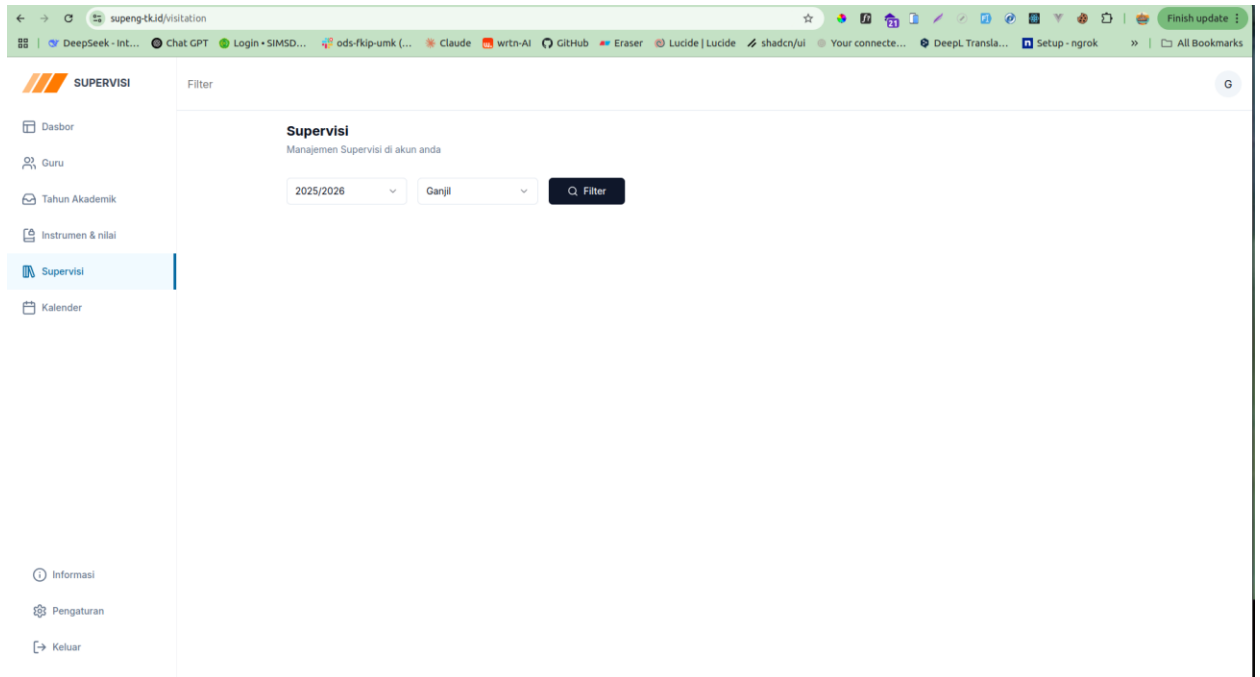 supeng-tk.id/visitation
Finish update
DeepSeek - Int... Chat GPT Login • SIMSD... ods-fkip-umk (... Claude wrtn-AI GitHub Eraser Lucide | Lucide shadcn/ui Your connecte... DeepL Transla... Setup - ngrok » All Bookmarks
21
SUPERVISI
Filter
G
Dasbor
Guru
Tahun Akademik
Instrumen & nilai
Supervisi
Kalender
Supervisi
Manajemen Supervisi di akun anda
2025/2026 Ganjil Filter
Informasi
Pengaturan
Keluar